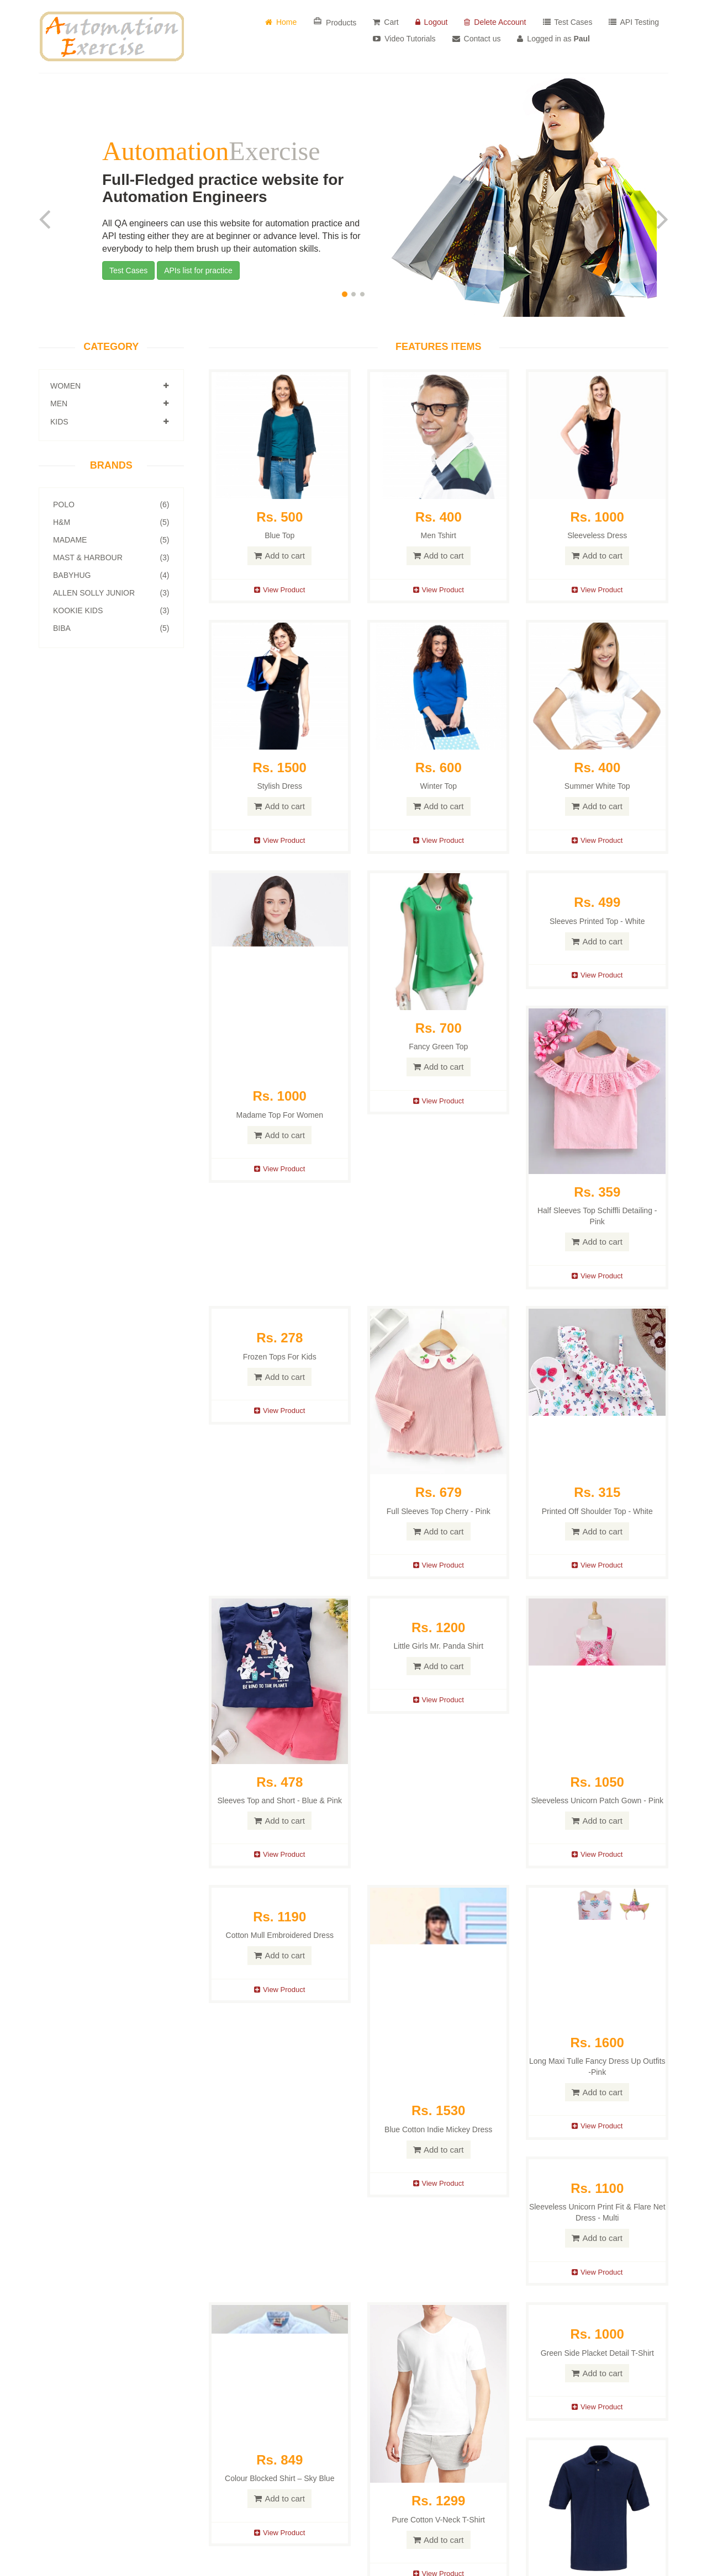 Automation
Exercise
Home
Products
Cart
Logout
Delete Account
Test Cases
API Testing
Video Tutorials
Contact us
Logged in as Paul
AutomationExercise
Full-Fledged practice website for
Automation Engineers
All QA engineers can use this website for automation practice and
API testing either they are at beginner or advance level. This is for
everybody to help them brush up their automation skills.
Test Cases
APIs list for practice
CATEGORY
WOMEN
MEN
KIDS
BRANDS
POLO (6)
H&M (5)
MADAME (5)
MAST & HARBOUR (3)
BABYHUG (4)
ALLEN SOLLY JUNIOR (3)
KOOKIE KIDS (3)
BIBA (5)
FEATURES ITEMS
Rs. 500
Blue Top
Add to cart
View Product
Rs. 400
Men Tshirt
Add to cart
View Product
Rs. 1000
Sleeveless Dress
Add to cart
View Product
Rs. 1500
Stylish Dress
Add to cart
View Product
Rs. 600
Winter Top
Add to cart
View Product
Rs. 400
Summer White Top
Add to cart
View Product
Rs. 1000
Madame Top For Women
Add to cart
View Product
Rs. 700
Fancy Green Top
Add to cart
View Product
Rs. 499
Sleeves Printed Top - White
Add to cart
View Product
Rs. 359
Half Sleeves Top Schiffli Detailing -
Pink
Add to cart
View Product
Rs. 278
Frozen Tops For Kids
Add to cart
View Product
Rs. 679
Full Sleeves Top Cherry - Pink
Add to cart
View Product
Rs. 315
Printed Off Shoulder Top - White
Add to cart
View Product
BE KIND TO THE PLANET
Rs. 478
Sleeves Top and Short - Blue & Pink
Add to cart
View Product
Rs. 1200
Little Girls Mr. Panda Shirt
Add to cart
View Product
Rs. 1050
Sleeveless Unicorn Patch Gown - Pink
Add to cart
View Product
Rs. 1190
Cotton Mull Embroidered Dress
Add to cart
View Product
Rs. 1530
Blue Cotton Indie Mickey Dress
Add to cart
View Product
Rs. 1600
Long Maxi Tulle Fancy Dress Up Outfits
-Pink
Add to cart
View Product
Rs. 1100
Sleeveless Unicorn Print Fit & Flare Net
Dress - Multi
Add to cart
View Product
Rs. 849
Colour Blocked Shirt – Sky Blue
Add to cart
View Product
Rs. 1299
Pure Cotton V-Neck T-Shirt
Add to cart
View Product
Rs. 1000
Green Side Placket Detail T-Shirt
Add to cart
View Product